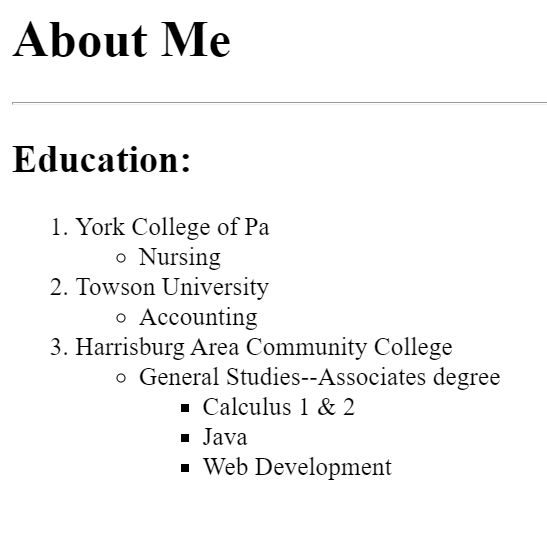 About Me
Education:
1. York College of Pa
Nursing
2. Towson University
Accounting
3. Harrisburg Area Community College
General Studies--Associates degree
Calculus 1 & 2
Java
Web Development